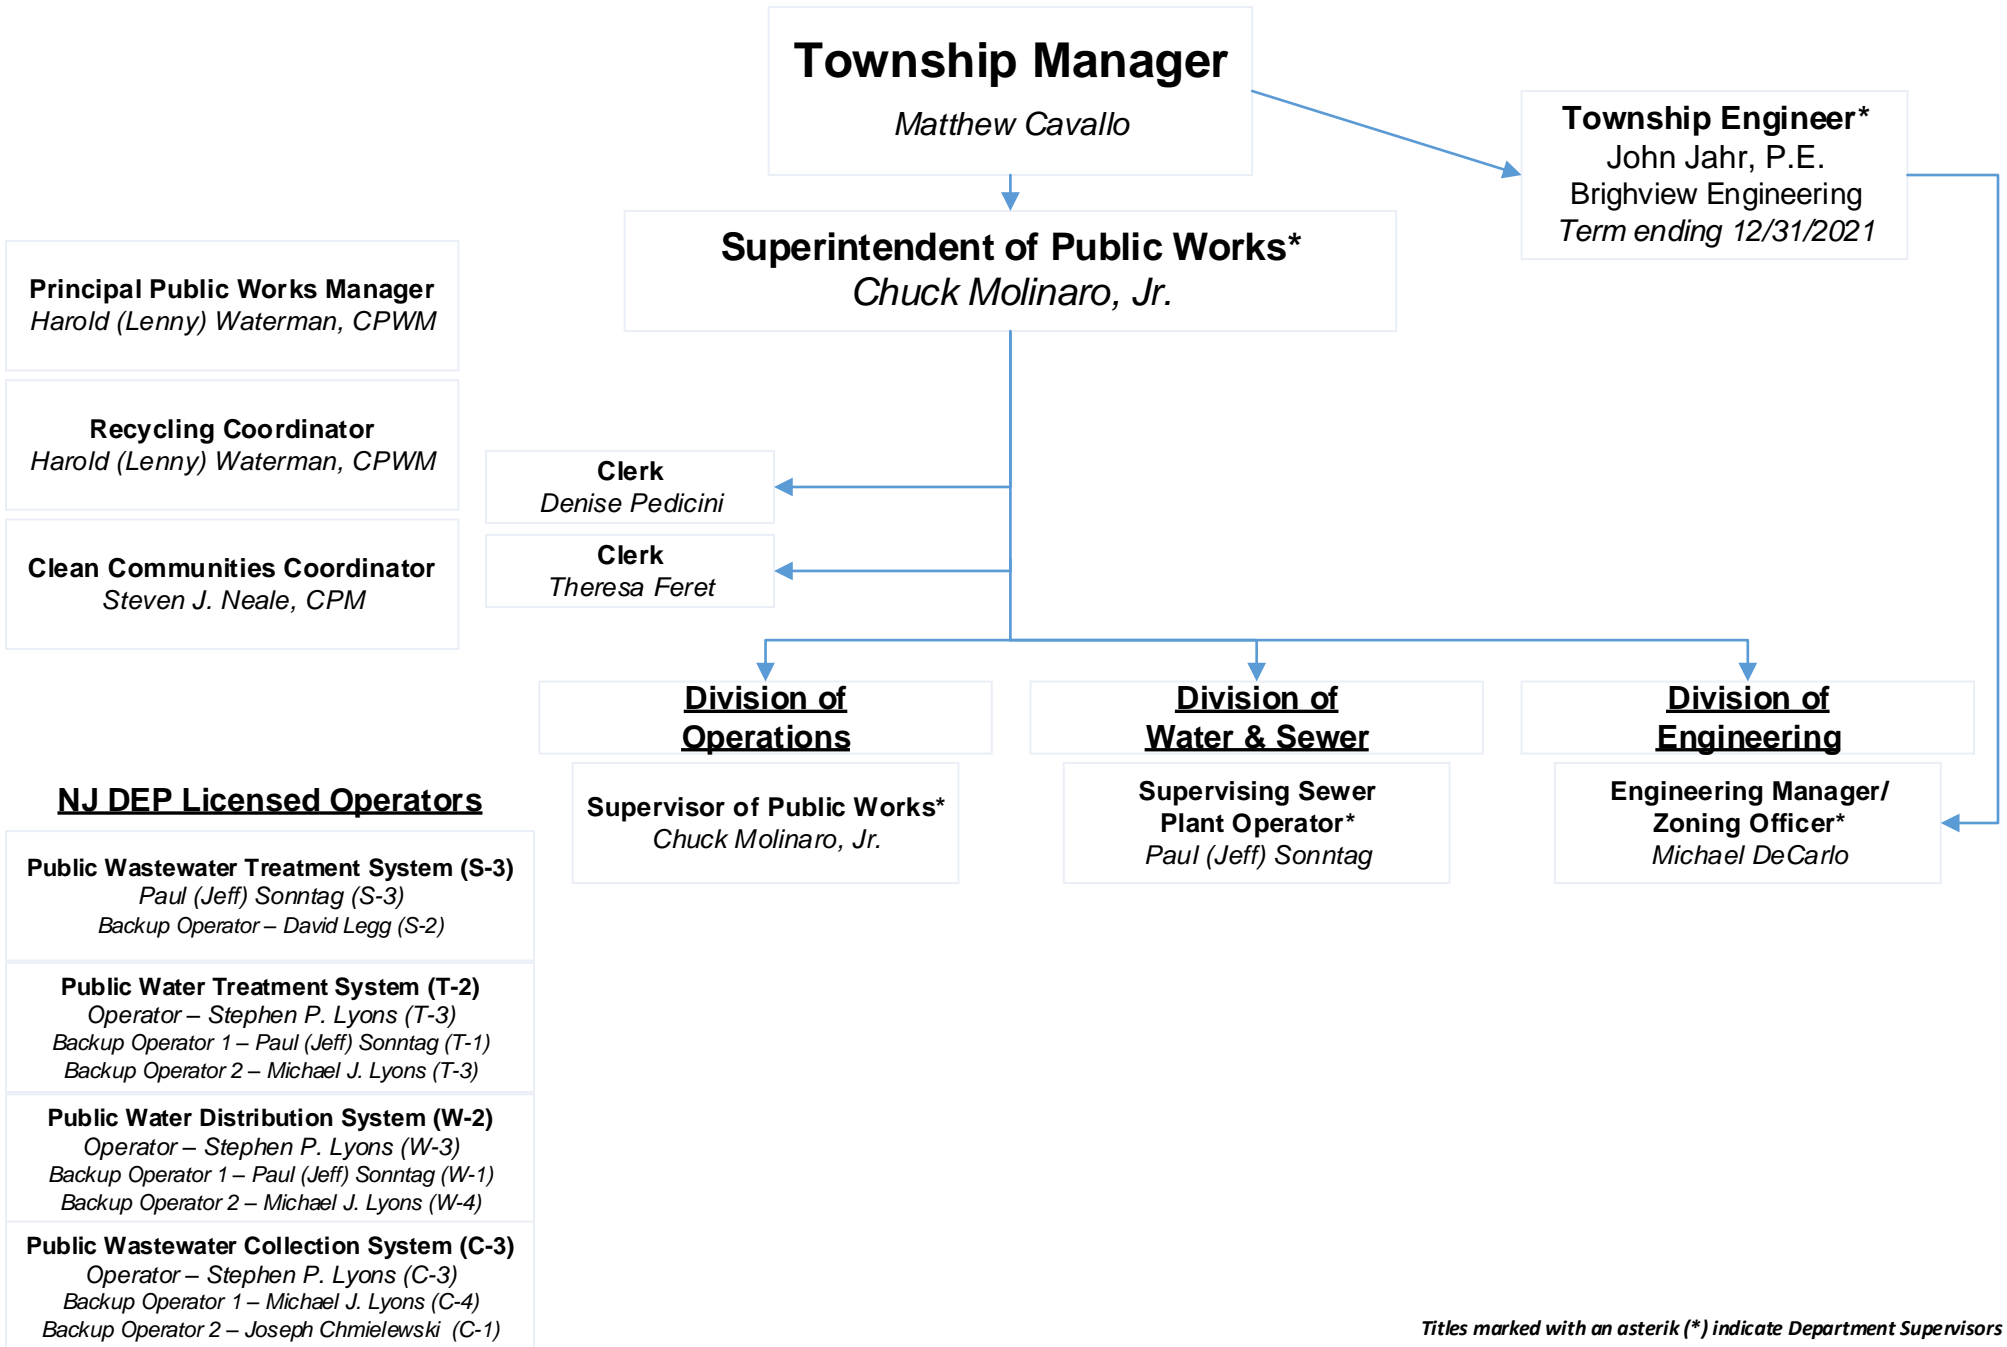 Township Manager
Matthew Cavallo
Township Engineer*
John Jahr, P.E.
Brighview Engineering
Term ending 12/31/2021
Superintendent of Public Works*
Chuck Molinaro, Jr.
Principal Public Works Manager
Harold (Lenny) Waterman, CPWM
Recycling Coordinator
Harold (Lenny) Waterman, CPWM
Clean Communities Coordinator
Steven J. Neale, CPM
Clerk
Denise Pedicini
Clerk
Theresa Feret
Division of
Operations
Supervisor of Public Works*
Chuck Molinaro, Jr.
Division of
Water & Sewer
Supervising Sewer
Plant Operator*
Paul (Jeff) Sonntag
Division of
Engineering
Engineering Manager/
Zoning Officer*
Michael DeCarlo
NJ DEP Licensed Operators
Public Wastewater Treatment System (S-3)
Paul (Jeff) Sonntag (S-3)
Backup Operator – David Legg (S-2)
Public Water Treatment System (T-2)
Operator – Stephen P. Lyons (T-3)
Backup Operator 1 – Paul (Jeff) Sonntag (T-1)
Backup Operator 2 – Michael J. Lyons (T-3)
Public Water Distribution System (W-2)
Operator – Stephen P. Lyons (W-3)
Backup Operator 1 – Paul (Jeff) Sonntag (W-1)
Backup Operator 2 – Michael J. Lyons (W-4)
Public Wastewater Collection System (C-3)
Operator – Stephen P. Lyons (C-3)
Backup Operator 1 – Michael J. Lyons (C-4)
Backup Operator 2 – Joseph Chmielewski (C-1)
Titles marked with an asterik (*) indicate Department Supervisors